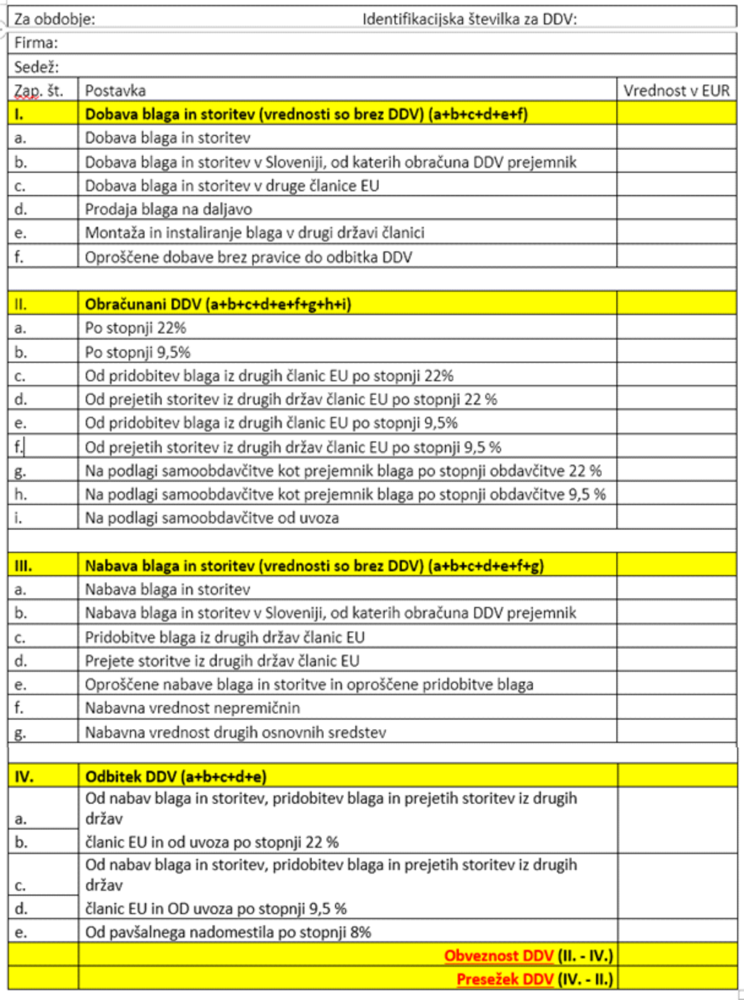 Za obdobje: Identifikacijska številka za DDV:
Firma:
Sedež:
Zap. št. Postavka Vrednost v EUR
I. Dobava blaga in storitev (vrednosti so brez DDV) (a+b+c+d+e+f)
a. Dobava blaga in storitev
b. Dobava blaga in storitev v Sloveniji, od katerih obračuna DDV prejemnik
c. Dobava blaga in storitev v druge članice EU
d. Prodaja blaga na daljavo
e. Montaža in instaliranje blaga v drugi državi članici
f. Oproščene dobave brez pravice do odbitka DDV
II. Obračunani DDV (a+b+c+d+e+f+g+h+i)
a. Po stopnji 22%
b. Po stopnji 9,5%
c. Od pridobitev blaga iz drugih članic EU po stopnji 22%
d. Od prejetih storitev iz drugih držav članic EU po stopnji 22 %
e. Od pridobitev blaga iz drugih članic EU po stopnji 9,5%
f. Od prejetih storitev iz drugih držav članic EU po stopnji 9,5 %
g. Na podlagi samoobdavčitve kot prejemnik blaga po stopnji obdavčitve 22 %
h. Na podlagi samoobdavčitve kot prejemnik blaga po stopnji obdavčitve 9,5 %
i. Na podlagi samoobdavčitve od uvoza
III. Nabava blaga in storitev (vrednosti so brez DDV) (a+b+c+d+e+f+g)
a. Nabava blaga in storitev
b. Nabava blaga in storitev v Sloveniji, od katerih obračuna DDV prejemnik
c. Pridobitve blaga iz drugih držav članic EU
d. Prejete storitve iz drugih držav članic EU
e. Oproščene nabave blaga in storitve in oproščene pridobitve blaga
f. Nabavna vrednost nepremičnin
g. Nabavna vrednost drugih osnovnih sredstev
IV. Odbitek DDV (a+b+c+d+e)
Od nabav blaga in storitev, pridobitev blaga in prejetih storitev iz drugih
a. držav
b. članic EU in od uvoza po stopnji 22 %
Od nabav blaga in storitev, pridobitev blaga in prejetih storitev iz drugih
c. držav
d. članic EU in OD uvoza po stopnji 9,5 %
e. Od pavšalnega nadomestila po stopnji 8%
Obveznost DDV (II. - IV.)
Presežek DDV (IV. - II.)